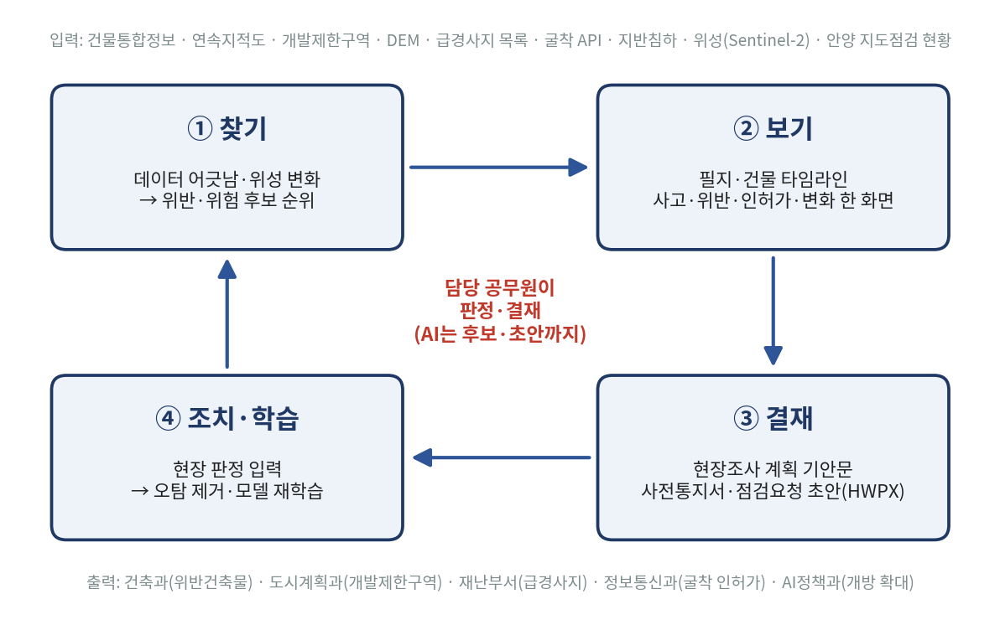 입력: 건물통합정보 · 연속지적도 · 개발제한구역 · DEM · 급경사지 목록 · 굴착 API · 지반침하 · 위성(Sentinel-2) · 안양 지도점검 현황
① 찾기
데이터 어긋남·위성 변화
→ 위반·위험 후보 순위
② 보기
필지·건물 타임라인
사고·위반·인허가·변화 한 화면
담당 공무원이
판정·결재
(AI는 후보·초안까지)
④ 조치·학습
현장 판정 입력
→ 오탐 제거·모델 재학습
③ 결재
현장조사 계획 기안문
사전통지서·점검요청 초안(HWPX)
출력: 건축과(위반건축물) · 도시계획과(개발제한구역) · 재난부서(급경사지) · 정보통신과(굴착 인허가) · AI정책과(개방 확대)